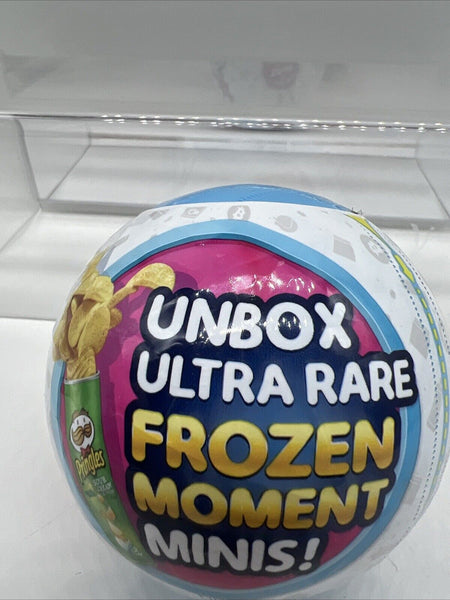 UNBOX
ULTRA RARE
FROZEN
MOMENT
MINIS!
Pringles